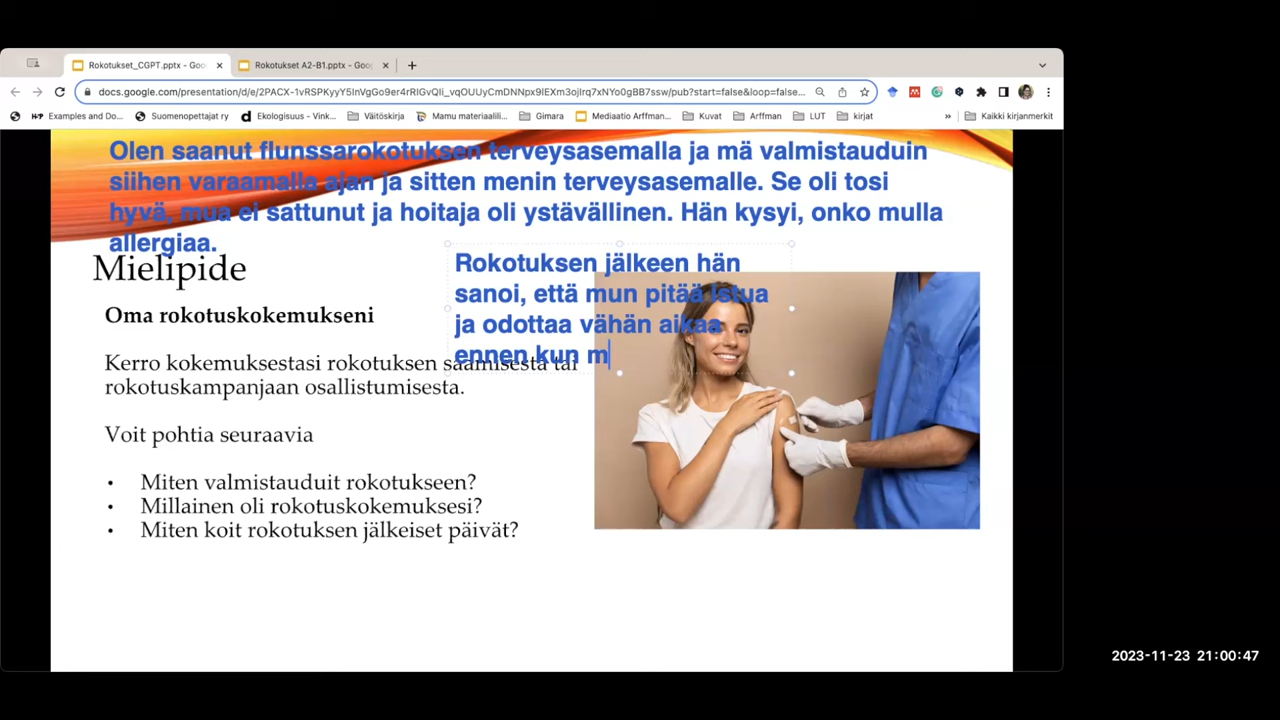 Rokotukset_CGPT.pptx - Goo
Rokotukset A2-B1.pptx - Goo
docs.google.com/presentation/d/e/2PACX-1vRSPKyyY5InVgGo9er4rRIGvQIi_vqOUUyCmDNNpx9IEXm3ojIrq7xNYo0gBB7ssw/pub?start=false&loop=false...
Examples and Do...
Suomenopettajat ry
Ekologisuus - Vink...
Väitöskirja
Mamu materiaalili...
Gimara
Mediaatio Arffman...
Kuvat
Arffman
LUT
kirjat
»
Kaikki kirjanmerkit
Olen saanut flunssarokotuksen terveysasemalla ja mä valmistauduin
siihen varaamalla ajan ja sitten menin terveysasemalle. Se oli tosi
hyvä, mua ei sattunut ja hoitaja oli ystävällinen. Hän kysyi, onko mulla
allergiaa.
Mielipide
Rokotuksen jälkeen hän
sanoi, että mun pitää istua
ja odottaa vähän aikaa
ennen kun m
Oma rokotuskokemukseni
Kerro kokemuksestasi rokotuksen saamisesta tai
rokotuskampanjaan osallistumisesta.
Voit pohtia seuraavia
• Miten valmistauduit rokotukseen?
• Millainen oli rokotuskokemuksesi?
• Miten koit rokotuksen jälkeiset päivät?
2023-11-23 21:00:47